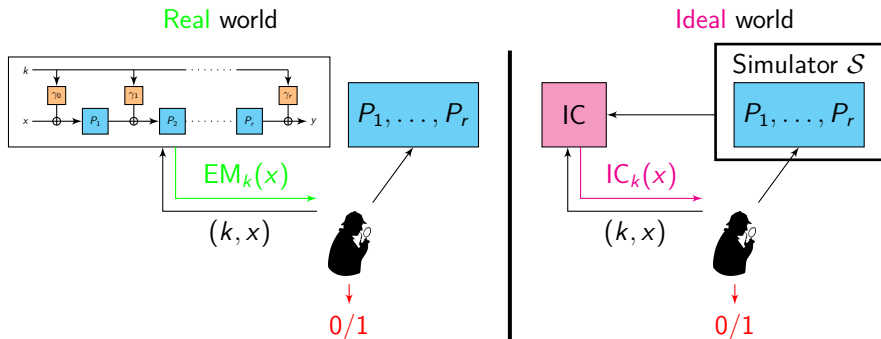 Real world
k
γ₀ γ₁ γᵣ
x P₁ P₂ Pᵣ y
P₁, . . . , Pᵣ
EMₖ(x)
(k, x)
0/1
Ideal world
Simulator 𝒮
IC
P₁, . . . , Pᵣ
ICₖ(x)
(k, x)
0/1